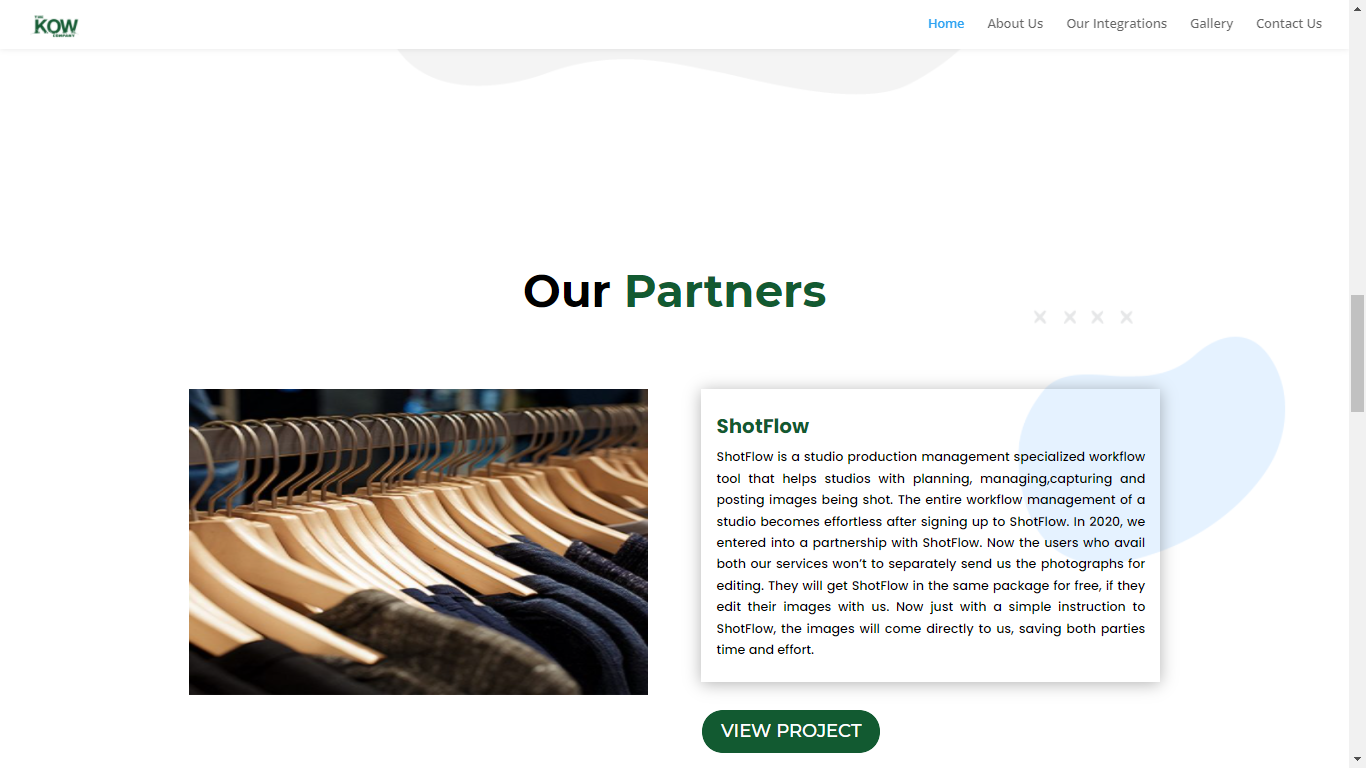 THE
KOW
COMPANY
Home About Us Our Integrations Gallery Contact Us
Our Partners
ShotFlow
ShotFlow is a studio production management specialized workflow
tool that helps studios with planning, managing,capturing and
posting images being shot. The entire workflow management of a
studio becomes effortless after signing up to ShotFlow. In 2020, we
entered into a partnership with ShotFlow. Now the users who avail
both our services won’t to separately send us the photographs for
editing. They will get ShotFlow in the same package for free, if they
edit their images with us. Now just with a simple instruction to
ShotFlow, the images will come directly to us, saving both parties
time and effort.
VIEW PROJECT